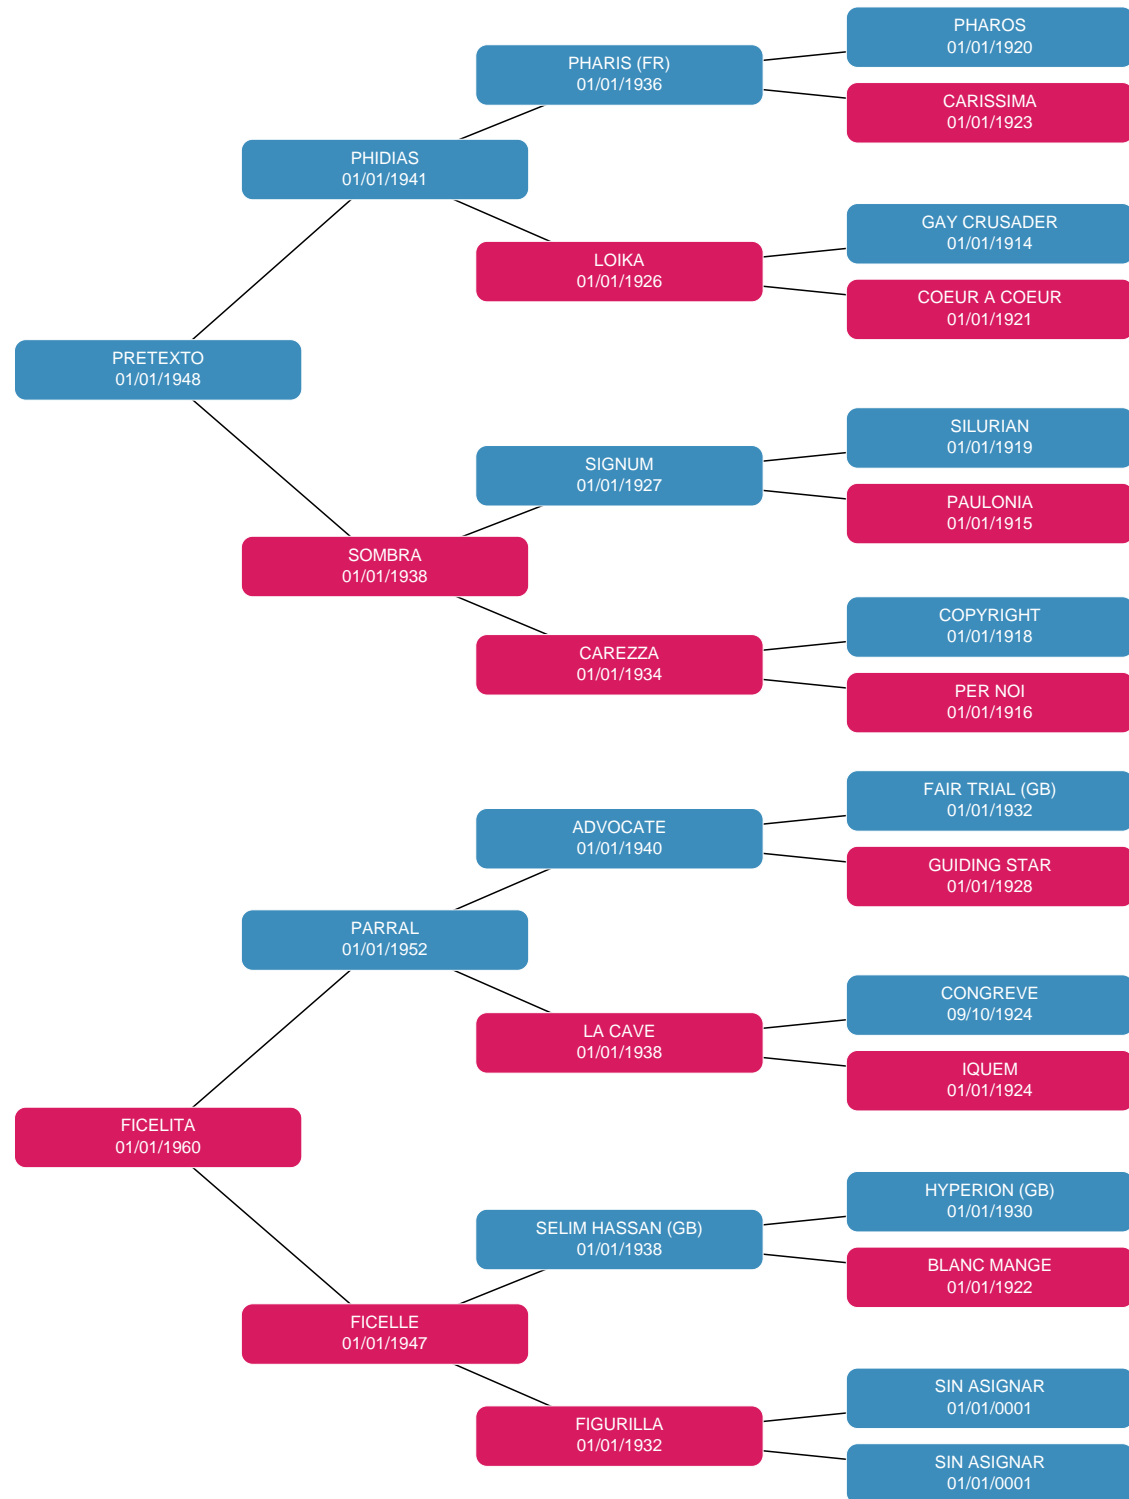 PHAROS
01/01/1920
PHARIS (FR)
01/01/1936
CARISSIMA
01/01/1923
PHIDIAS
01/01/1941
GAY CRUSADER
01/01/1914
LOIKA
01/01/1926
COEUR A COEUR
01/01/1921
PRETEXTO
01/01/1948
SILURIAN
01/01/1919
SIGNUM
01/01/1927
PAULONIA
01/01/1915
SOMBRA
01/01/1938
COPYRIGHT
01/01/1918
CAREZZA
01/01/1934
PER NOI
01/01/1916
FAIR TRIAL (GB)
01/01/1932
ADVOCATE
01/01/1940
GUIDING STAR
01/01/1928
PARRAL
01/01/1952
CONGREVE
09/10/1924
LA CAVE
01/01/1938
IQUEM
01/01/1924
FICELITA
01/01/1960
HYPERION (GB)
01/01/1930
SELIM HASSAN (GB)
01/01/1938
BLANC MANGE
01/01/1922
FICELLE
01/01/1947
SIN ASIGNAR
01/01/0001
FIGURILLA
01/01/1932
SIN ASIGNAR
01/01/0001